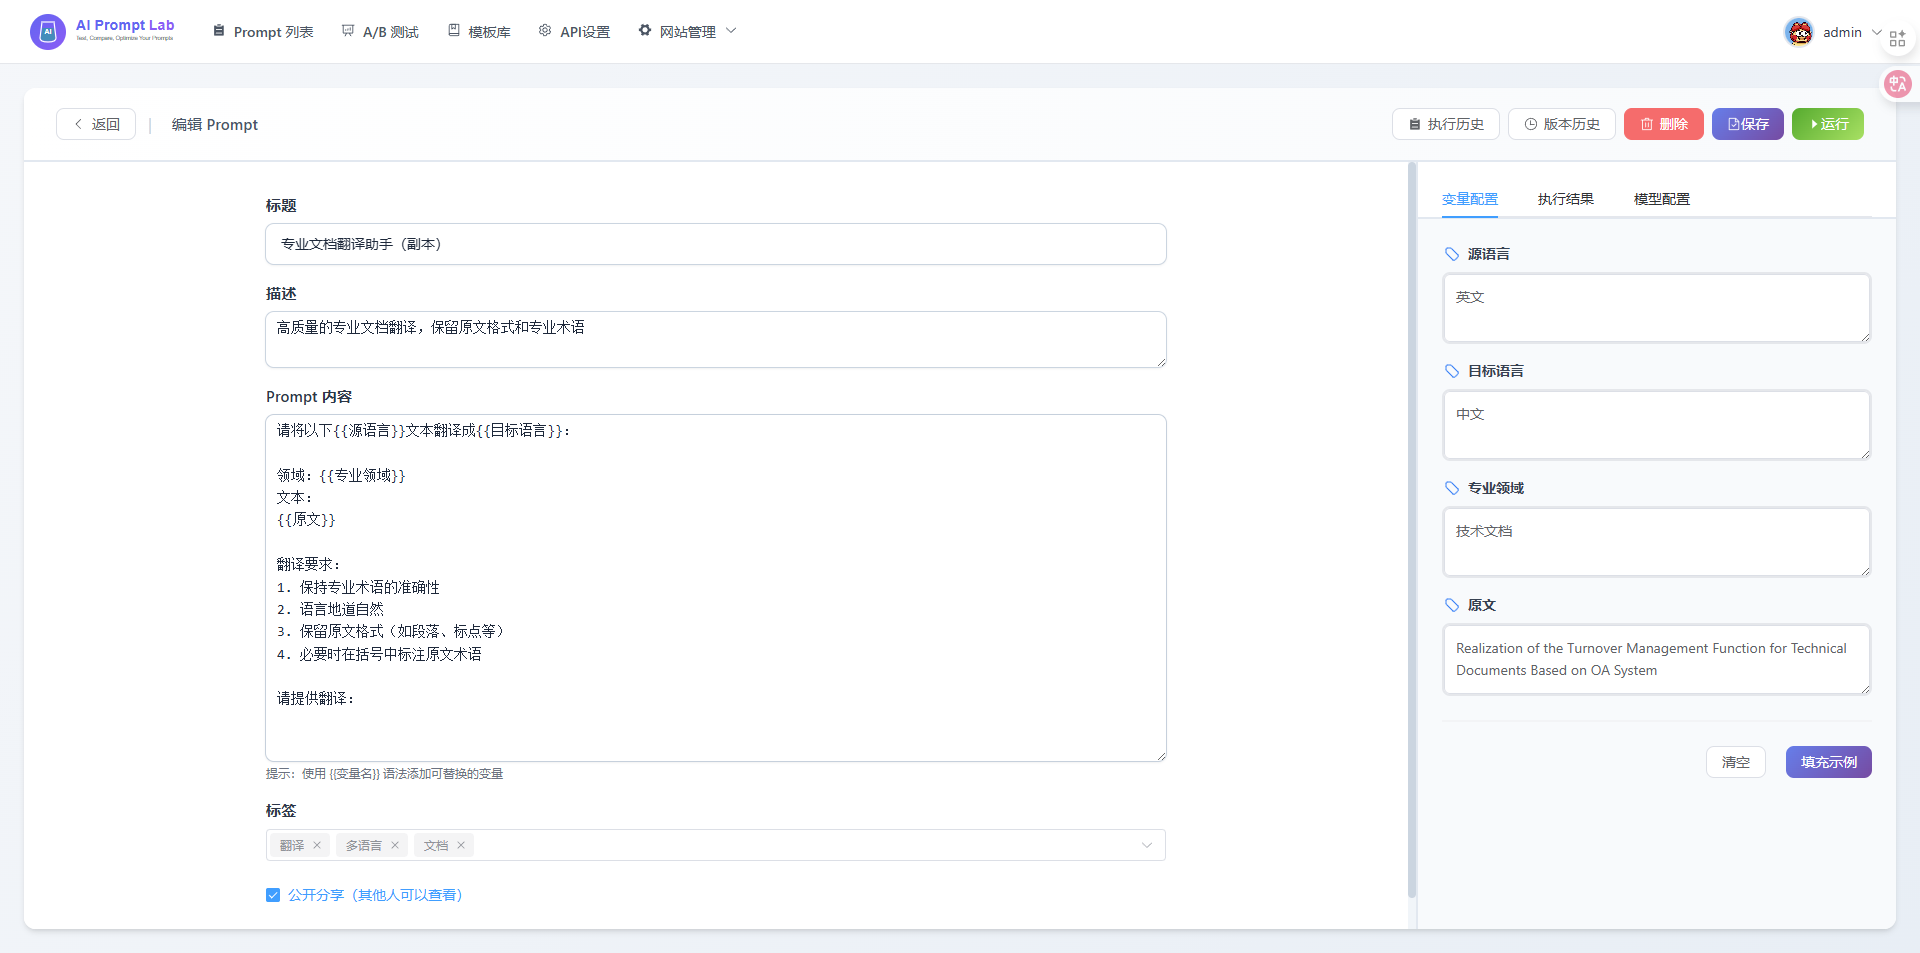 AI Prompt Lab
Test, Compare, Optimize Your Prompts
Prompt 列表
A/B 测试
模板库
API设置
网站管理
admin
返回
编辑 Prompt
执行历史
版本历史
删除
保存
运行
标题
专业文档翻译助手（副本）
描述
高质量的专业文档翻译，保留原文格式和专业术语
Prompt 内容
请将以下{{源语言}}文本翻译成{{目标语言}}：
领域：{{专业领域}}
文本：
{{原文}}
翻译要求：
1. 保持专业术语的准确性
2. 语言地道自然
3. 保留原文格式（如段落、标点等）
4. 必要时在括号中标注原文术语
请提供翻译：
提示：使用 {{变量名}} 语法添加可替换的变量
标签
翻译
多语言
文档
公开分享（其他人可以查看）
变量配置
执行结果
模型配置
源语言
英文
目标语言
中文
专业领域
技术文档
原文
Realization of the Turnover Management Function for Technical
Documents Based on OA System
清空
填充示例